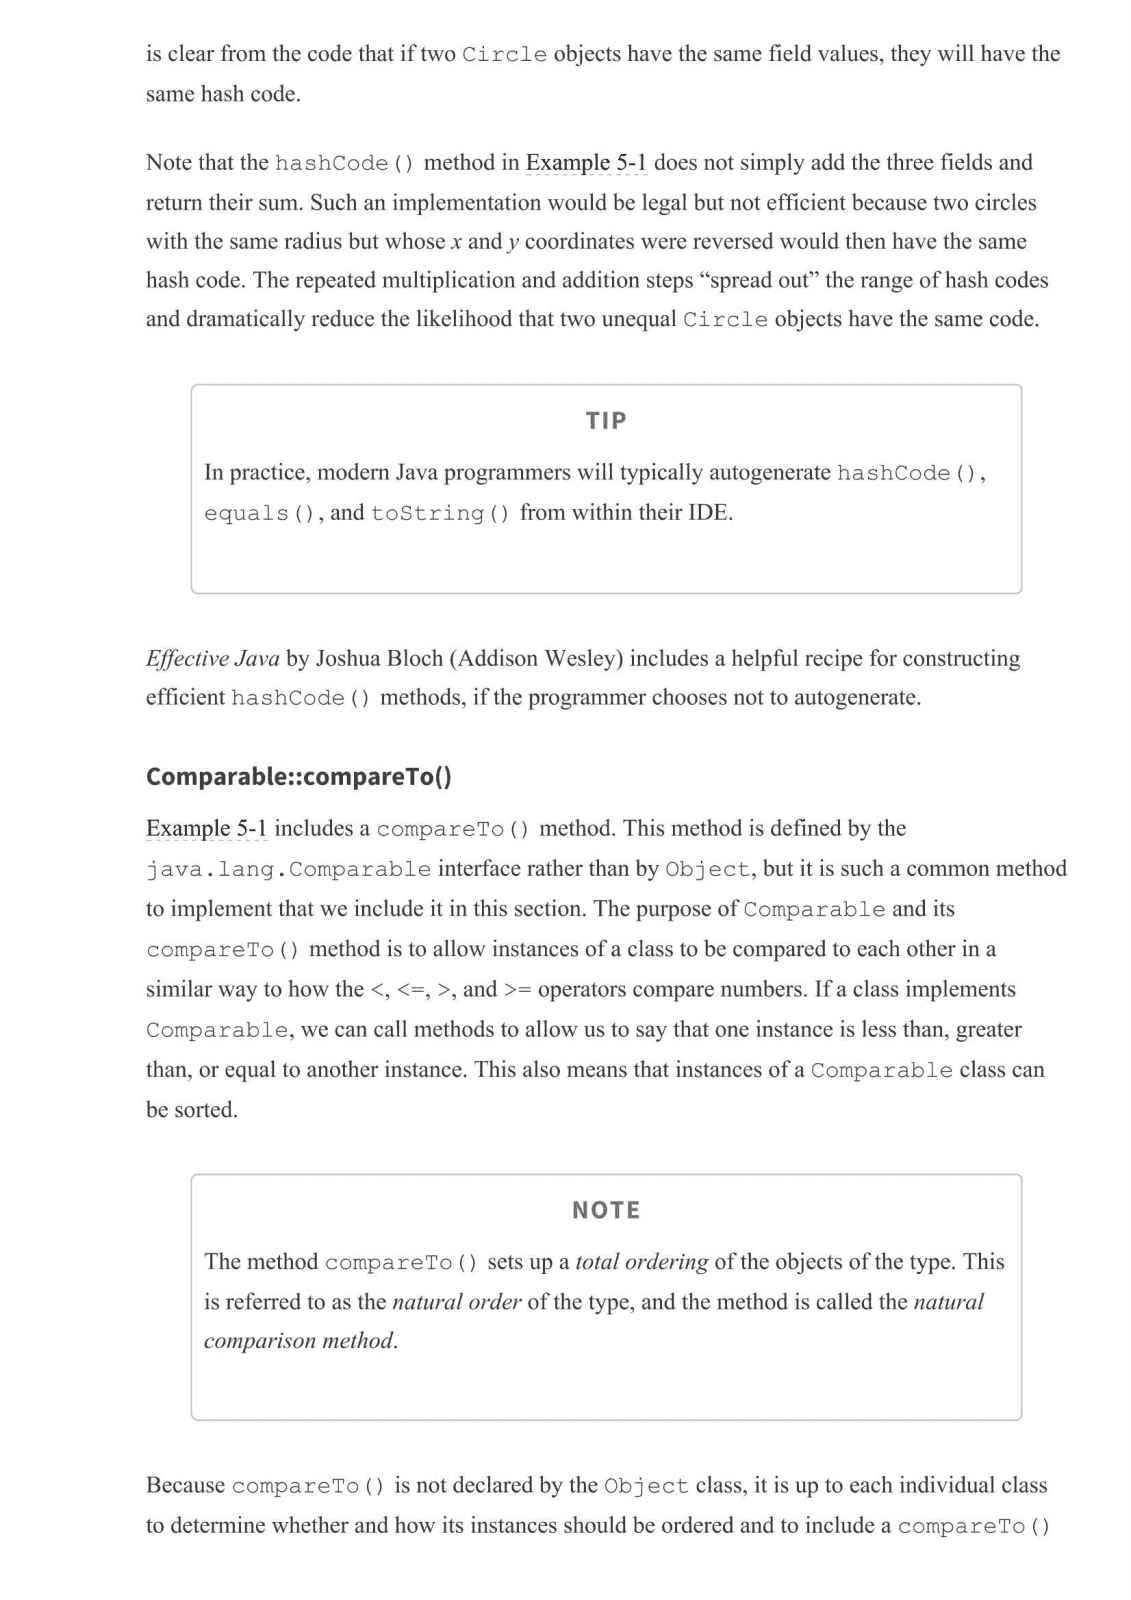 is clear from the code that if two Circle objects have the same field values, they will have the
same hash code.
Note that the hashCode() method in Example 5-1 does not simply add the three fields and
return their sum. Such an implementation would be legal but not efficient because two circles
with the same radius but whose x and y coordinates were reversed would then have the same
hash code. The repeated multiplication and addition steps “spread out” the range of hash codes
and dramatically reduce the likelihood that two unequal Circle objects have the same code.
TIP
In practice, modern Java programmers will typically autogenerate hashCode(),
equals(), and toString() from within their IDE.
Effective Java by Joshua Bloch (Addison Wesley) includes a helpful recipe for constructing
efficient hashCode() methods, if the programmer chooses not to autogenerate.
Comparable::compareTo()
Example 5-1 includes a compareTo() method. This method is defined by the
java.lang.Comparable interface rather than by Object, but it is such a common method
to implement that we include it in this section. The purpose of Comparable and its
compareTo() method is to allow instances of a class to be compared to each other in a
similar way to how the <, <=, >, and >= operators compare numbers. If a class implements
Comparable, we can call methods to allow us to say that one instance is less than, greater
than, or equal to another instance. This also means that instances of a Comparable class can
be sorted.
NOTE
The method compareTo() sets up a total ordering of the objects of the type. This
is referred to as the natural order of the type, and the method is called the natural
comparison method.
Because compareTo() is not declared by the Object class, it is up to each individual class
to determine whether and how its instances should be ordered and to include a compareTo()